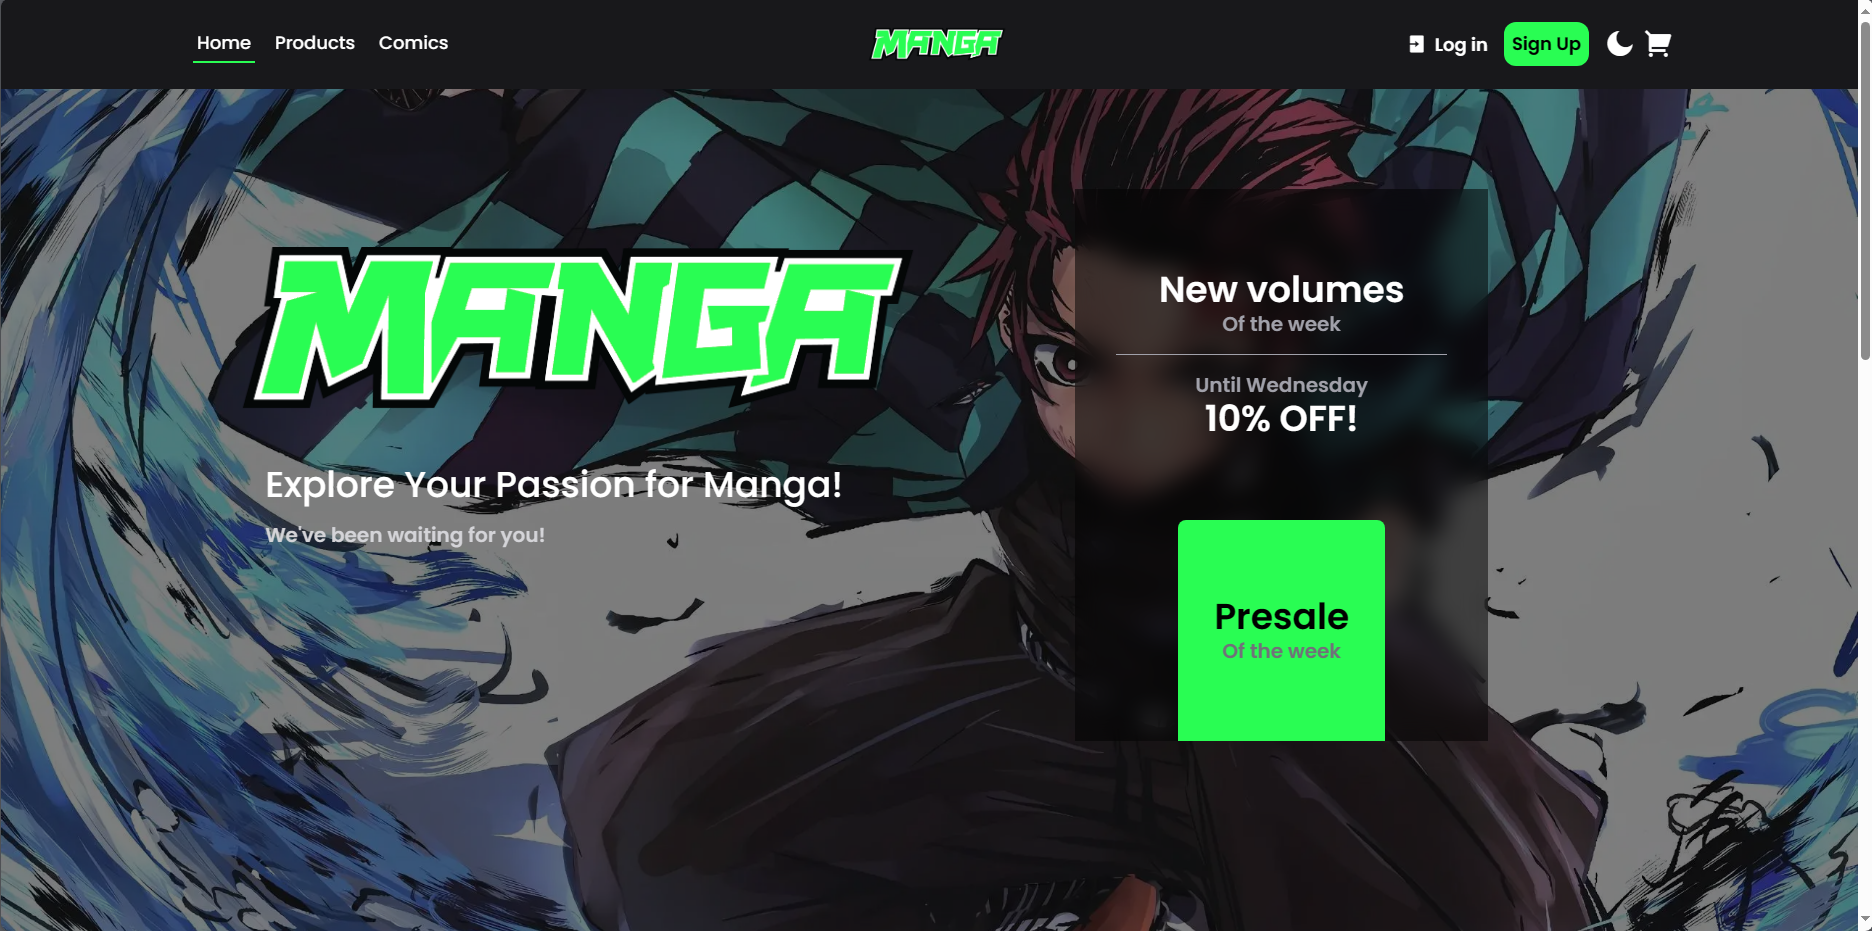 Home Products Comics
MANGA
Log in
Sign Up
MANGA
Explore Your Passion for Manga!
We've been waiting for you!
New volumes
Of the week
Until Wednesday
10% OFF!
Presale
Of the week